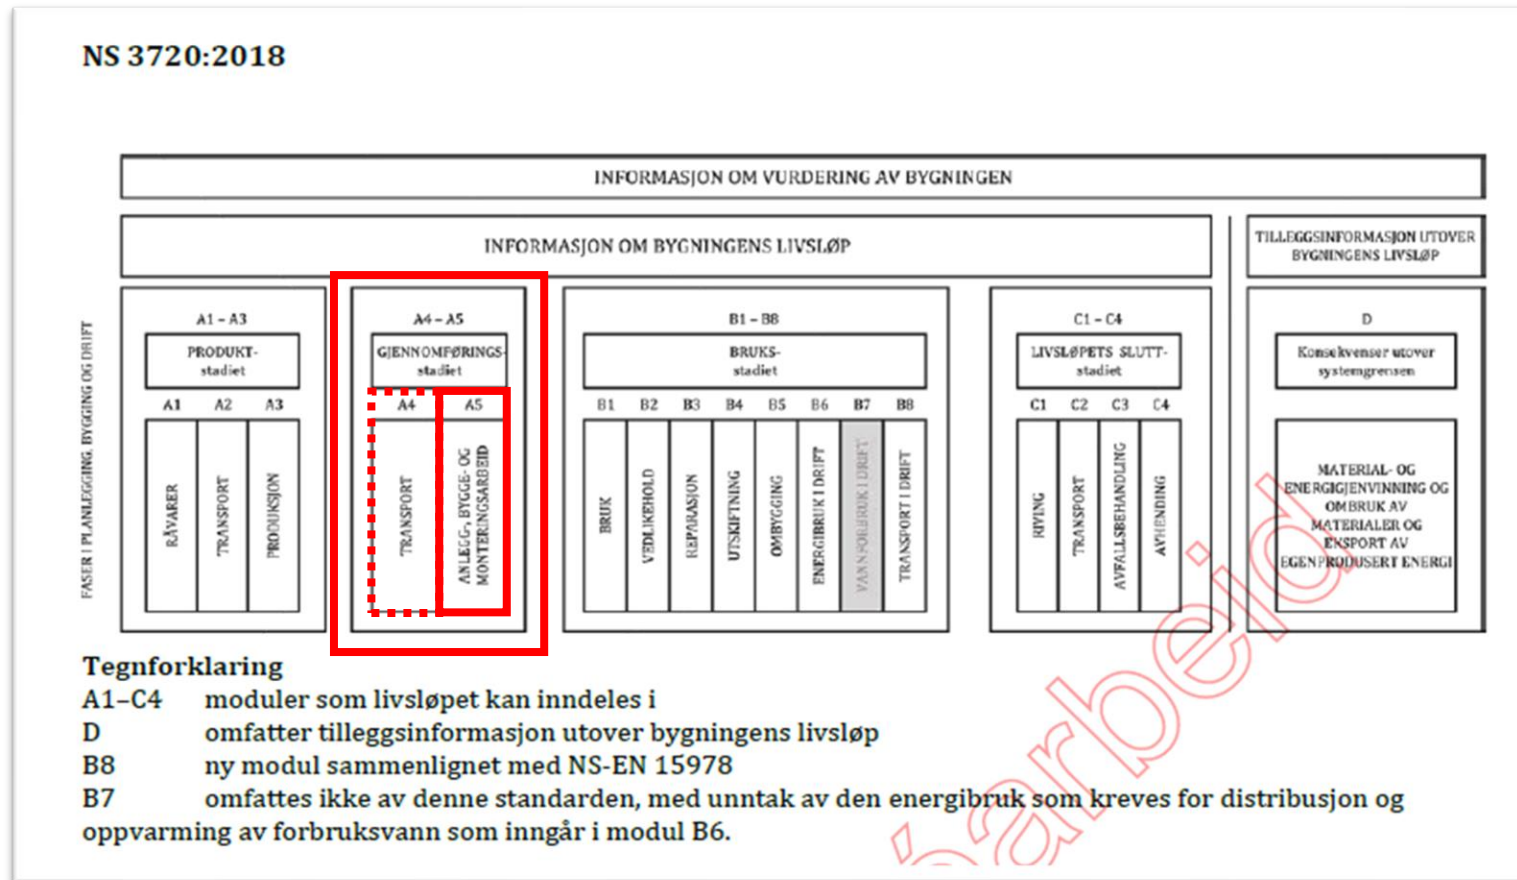 NS 3720:2018
INFORMASJON OM VURDERING AV BYGNINGEN
INFORMASJON OM BYGNINGENS LIVSLØP
TILLEGGSINFORMASJON UTOVER
BYGNINGENS LIVSLØP
FASER I PLANLEGGING, BYGGING OG DRIFT
A1 – A3
PRODUKT-
stadiet
A1 A2 A3
RÅVARER
TRANSPORT
PRODUKSJON
A4 – A5
GJENNOMFØRINGS-
stadiet
A4 A5
TRANSPORT
ANLEGG-, BYGGE- OG
MONTERINGSARBEID
B1 – B8
BRUKS-
stadiet
B1 B2 B3 B4 B5 B6 B7 B8
BRUK
VEDLIKEHOLD
REPARASJON
UTSKIFTNING
OMBYGGING
ENERGIBRUK I DRIFT
VANNFORBRUK I DRIFT
TRANSPORT I DRIFT
C1 – C4
LIVSLØPETS SLUTT-
stadiet
C1 C2 C3 C4
RIVING
TRANSPORT
AVFALLSBEHANDLING
AVHENDING
D
Konsekvenser utover
systemgrensen
MATERIAL- OG
ENERGIGJENVINNING OG
OMBRUK AV
MATERIALER OG
EKSPORT AV
EGENPRODUSERT ENERGI
Tegnforklaring
A1–C4 moduler som livsløpet kan inndeles i
D omfatter tilleggsinformasjon utover bygningens livsløp
B8 ny modul sammenlignet med NS-EN 15978
B7 omfattes ikke av denne standarden, med unntak av den energibruk som kreves for distribusjon og
oppvarming av forbruksvann som inngår i modul B6.